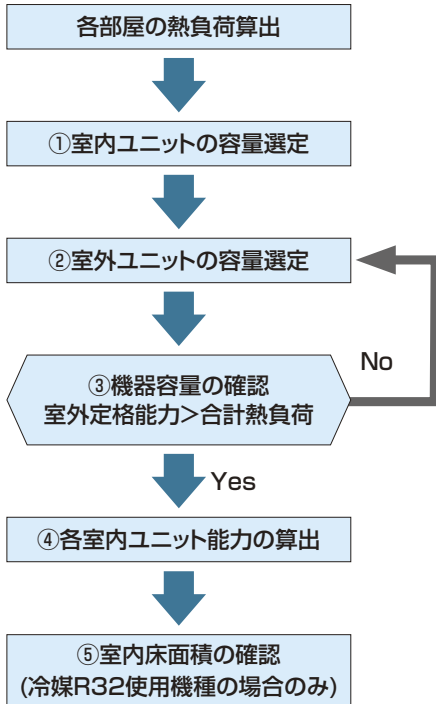 各部屋の熱負荷算出
①室内ユニットの容量選定
②室外ユニットの容量選定
No
③機器容量の確認
室外定格能力>合計熱負荷
Yes
④各室内ユニット能力の算出
⑤室内床面積の確認
(冷媒R32使用機種の場合のみ)